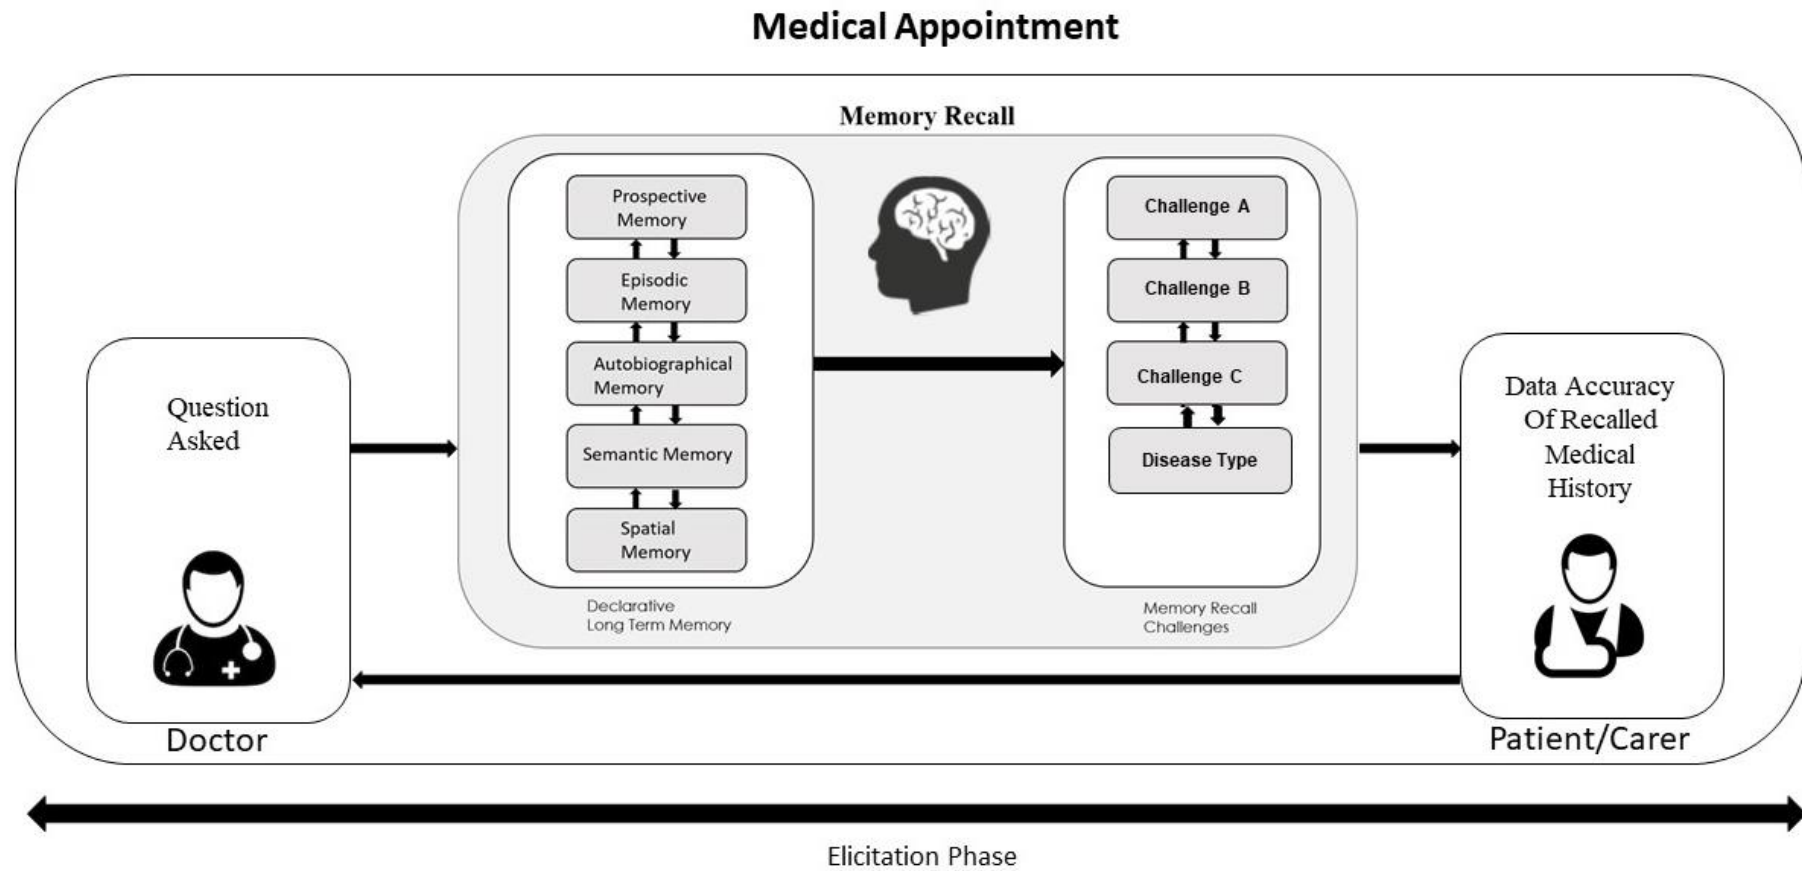 Medical Appointment
Memory Recall
Question
Asked
Doctor
Prospective
Memory
Episodic
Memory
Autobiographical
Memory
Semantic Memory
Spatial
Memory
Declarative
Long Term Memory
Challenge A
Challenge B
Challenge C
Disease Type
Memory Recall
Challenges
Data Accuracy
Of Recalled
Medical
History
Patient/Carer
Elicitation Phase